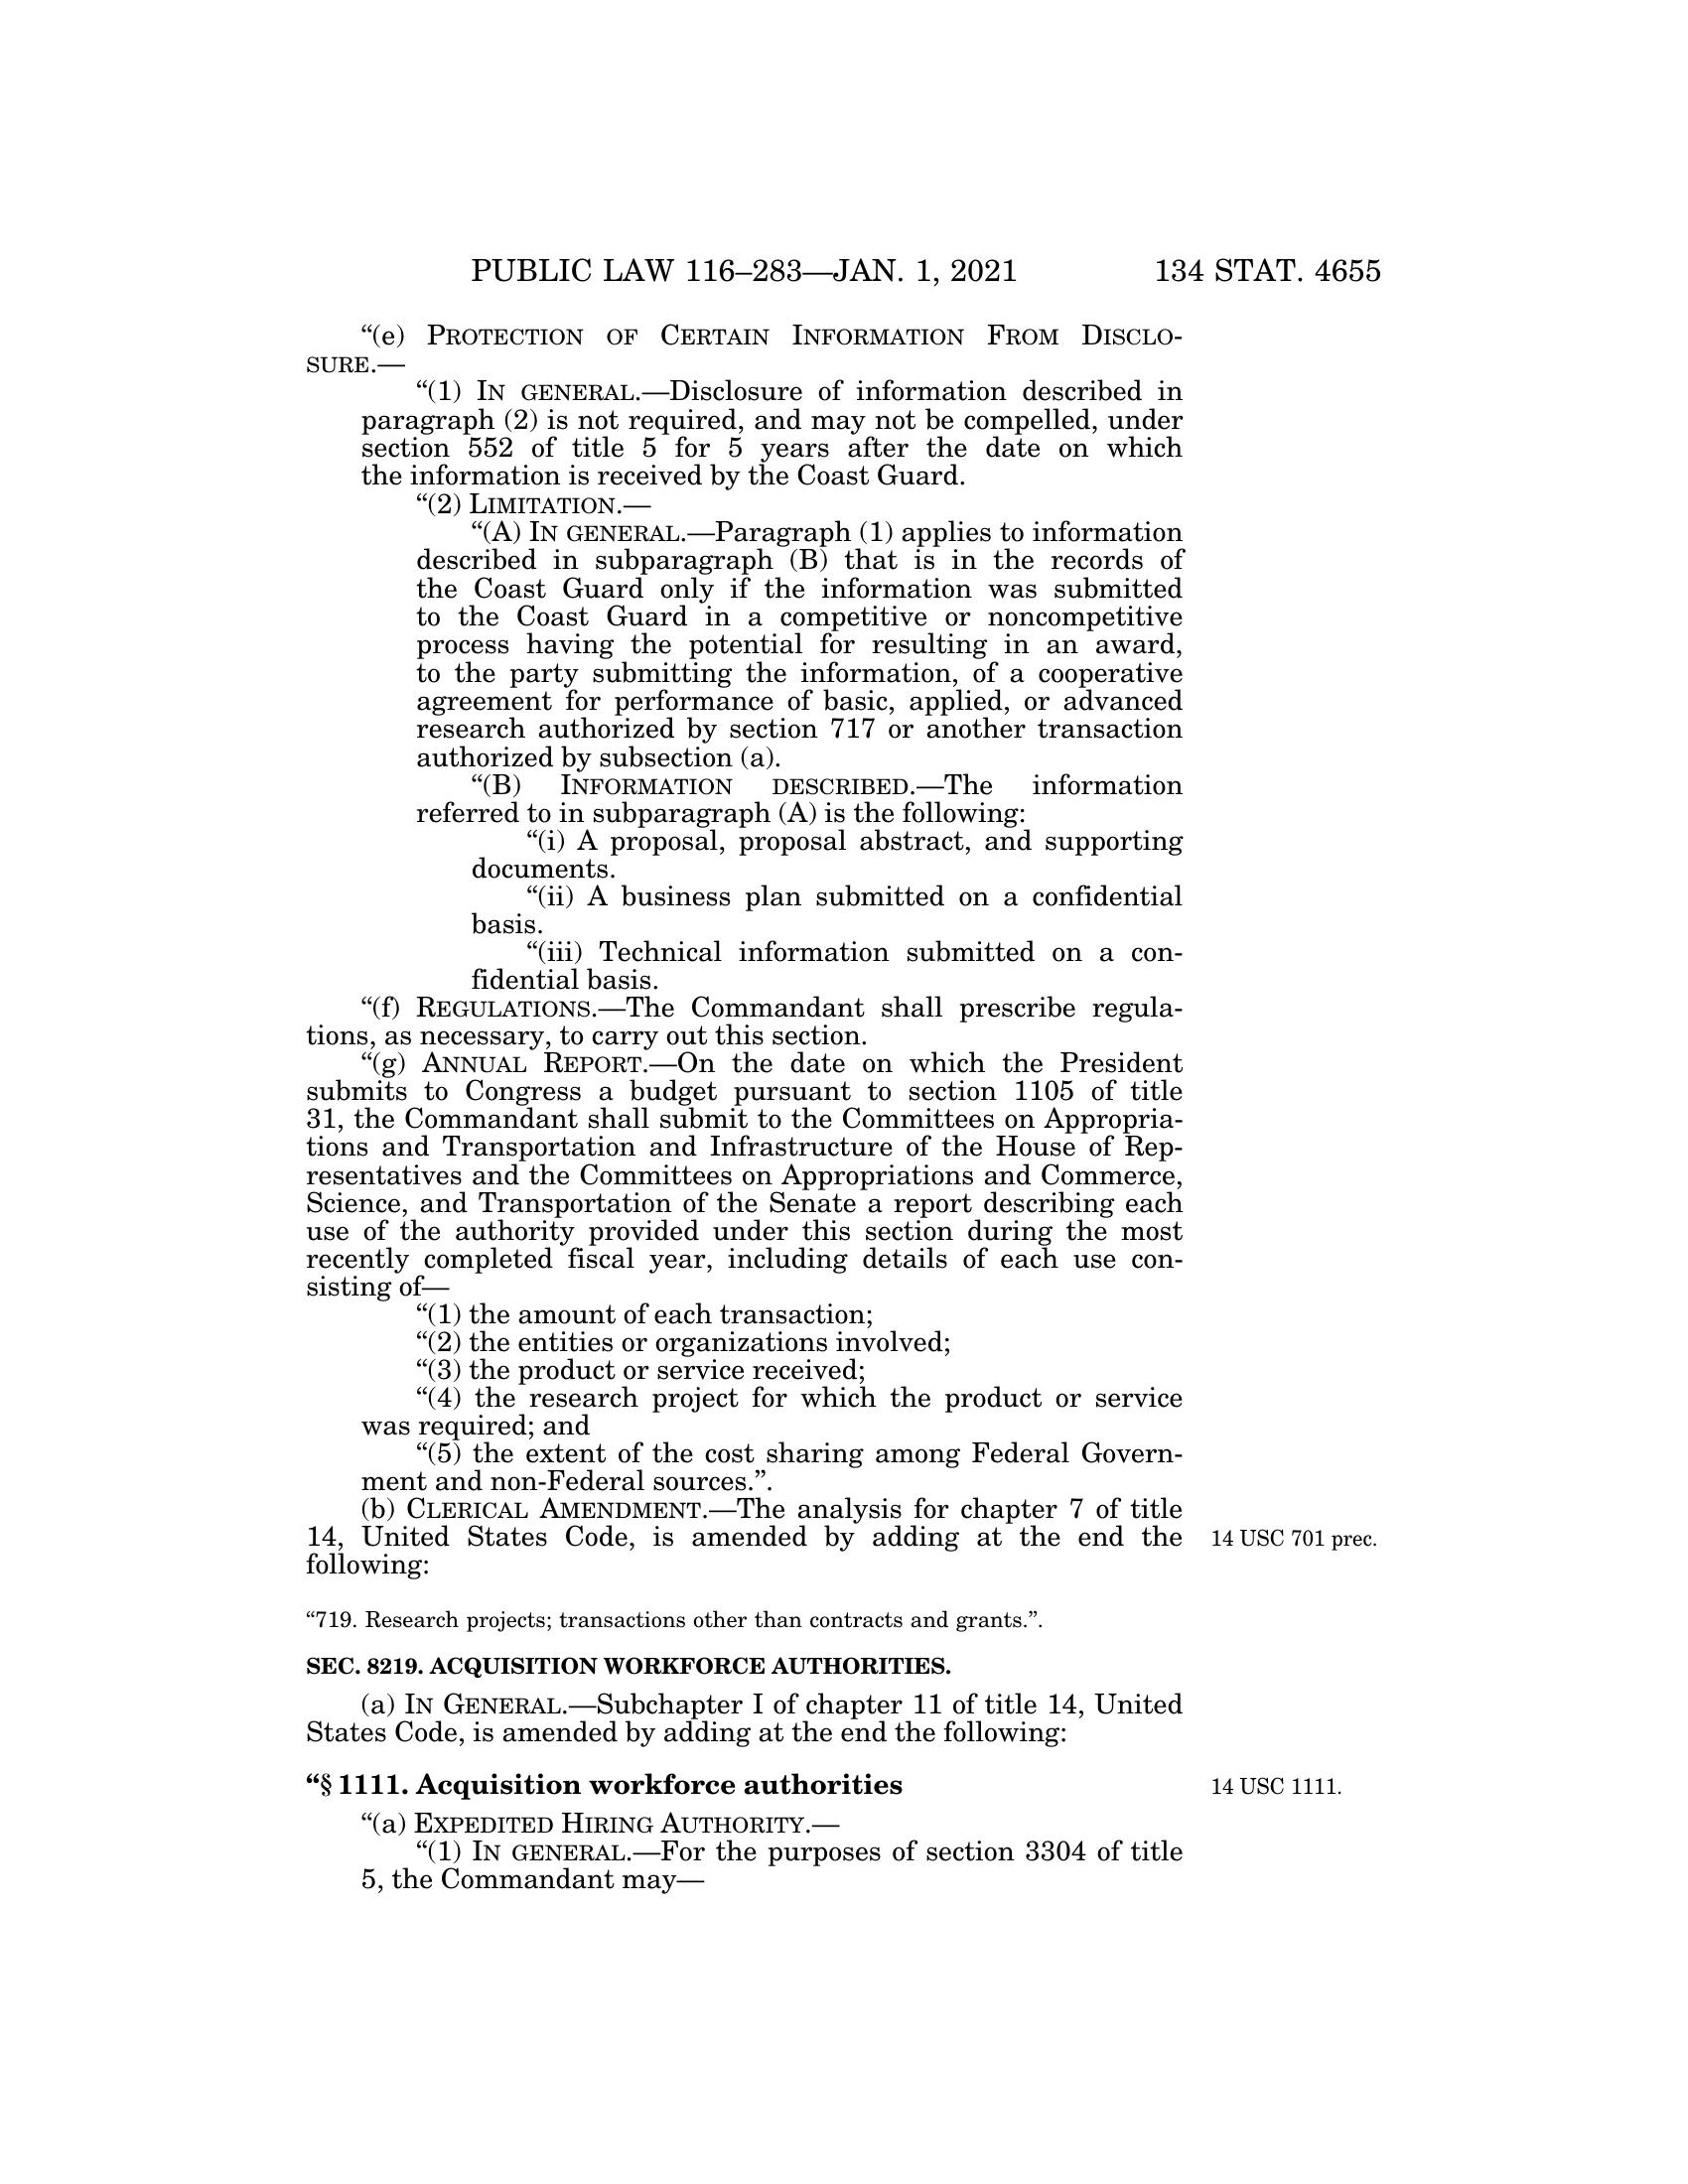 PUBLIC LAW 116–283—JAN. 1, 2021
134 STAT. 4655
“(e) PROTECTION OF CERTAIN INFORMATION FROM DISCLO-
SURE.—
“(1) IN GENERAL.—Disclosure of information described in
paragraph (2) is not required, and may not be compelled, under
section 552 of title 5 for 5 years after the date on which
the information is received by the Coast Guard.
“(2) LIMITATION.—
“(A) IN GENERAL.—Paragraph (1) applies to information
described in subparagraph (B) that is in the records of
the Coast Guard only if the information was submitted
to the Coast Guard in a competitive or noncompetitive
process having the potential for resulting in an award,
to the party submitting the information, of a cooperative
agreement for performance of basic, applied, or advanced
research authorized by section 717 or another transaction
authorized by subsection (a).
“(B) INFORMATION DESCRIBED.—The information
referred to in subparagraph (A) is the following:
“(i) A proposal, proposal abstract, and supporting
documents.
“(ii) A business plan submitted on a confidential
basis.
“(iii) Technical information submitted on a con-
fidential basis.
“(f) REGULATIONS.—The Commandant shall prescribe regula-
tions, as necessary, to carry out this section.
“(g) ANNUAL REPORT.—On the date on which the President
submits to Congress a budget pursuant to section 1105 of title
31, the Commandant shall submit to the Committees on Appropria-
tions and Transportation and Infrastructure of the House of Rep-
resentatives and the Committees on Appropriations and Commerce,
Science, and Transportation of the Senate a report describing each
use of the authority provided under this section during the most
recently completed fiscal year, including details of each use con-
sisting of—
“(1) the amount of each transaction;
“(2) the entities or organizations involved;
“(3) the product or service received;
“(4) the research project for which the product or service
was required; and
“(5) the extent of the cost sharing among Federal Govern-
ment and non-Federal sources.”.
(b) CLERICAL AMENDMENT.—The analysis for chapter 7 of title
14, United States Code, is amended by adding at the end the
14 USC 701 prec.
following:
“719. Research projects; transactions other than contracts and grants.”.
SEC. 8219. ACQUISITION WORKFORCE AUTHORITIES.
(a) IN GENERAL.—Subchapter I of chapter 11 of title 14, United
States Code, is amended by adding at the end the following:
“§ 1111. Acquisition workforce authorities
14 USC 1111.
“(a) EXPEDITED HIRING AUTHORITY.—
“(1) IN GENERAL.—For the purposes of section 3304 of title
5, the Commandant may—